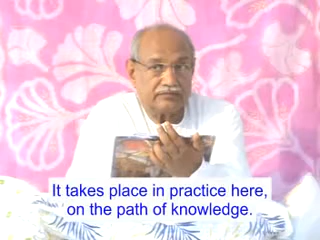 It takes place in practice here,
on the path of knowledge.